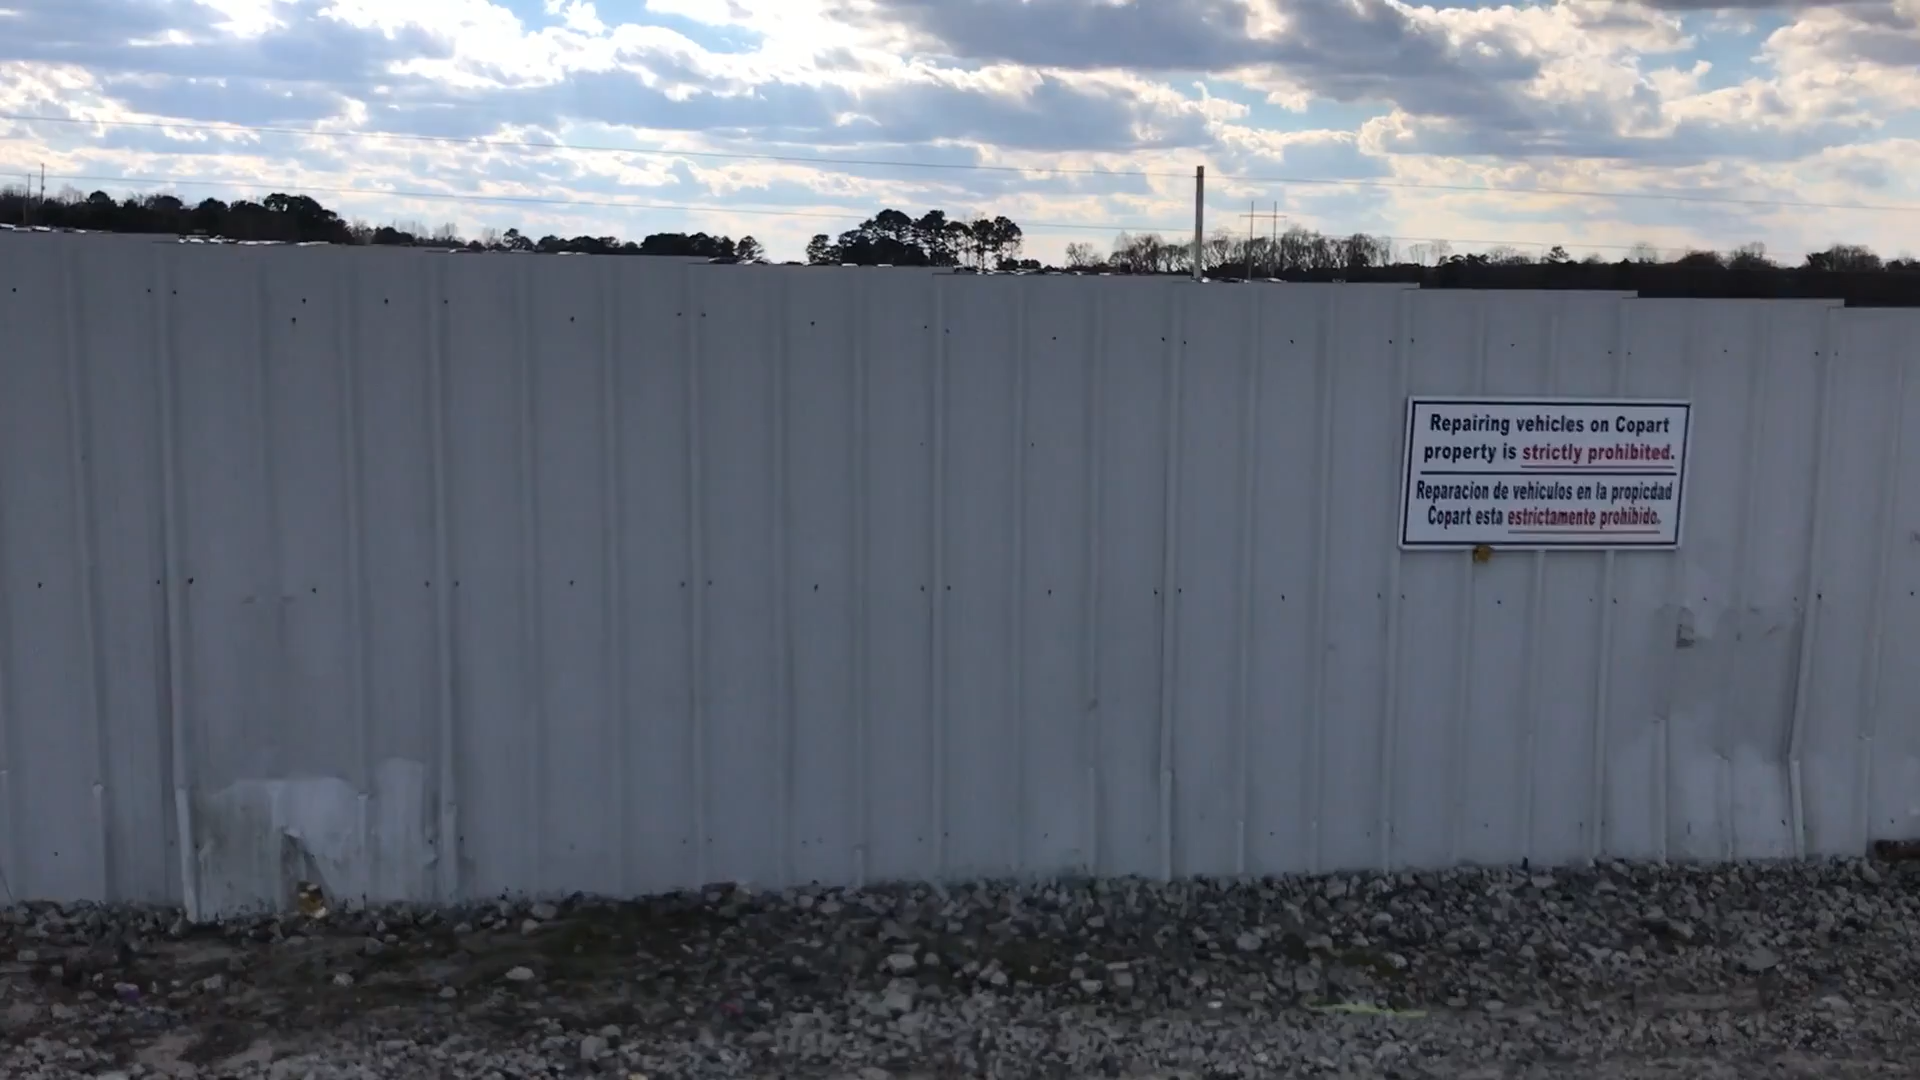 Repairing vehicles on Copart
property is strictly prohibited.
Reparacion de vehiculos en la propicdad
Copart esta estrictamente prohibido.